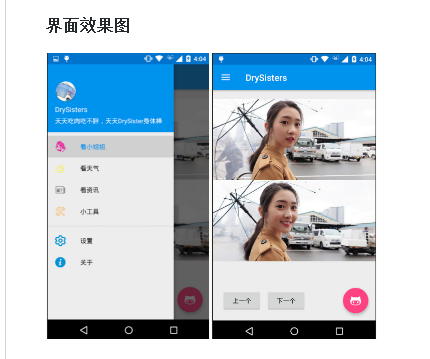 界面效果图
4:04
DrySisters
天天吃肉吃不胖，天天DrySister身体棒
看小姐姐
看天气
看资讯
小工具
设置
关于
4:04
DrySisters
上一个
下一个